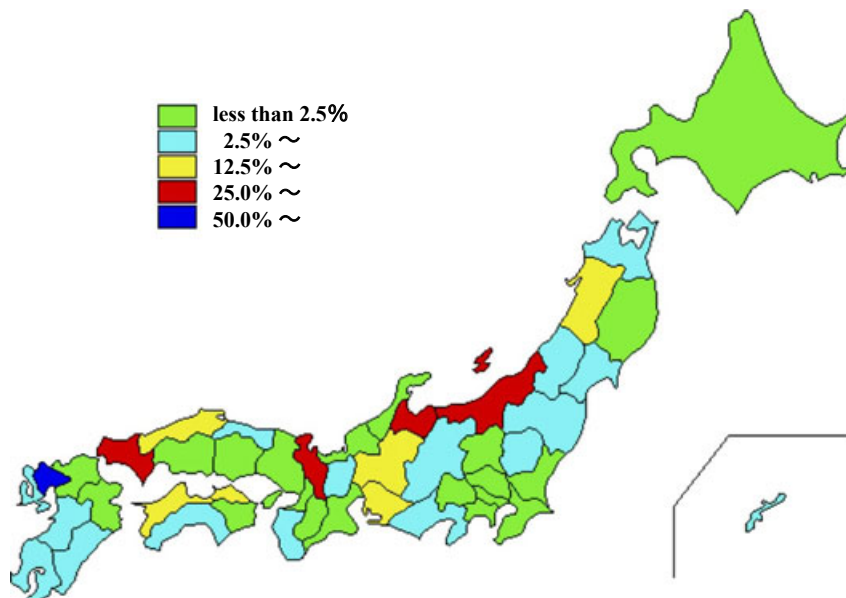 less than 2.5%
2.5% ～
12.5% ～
25.0% ～
50.0% ～